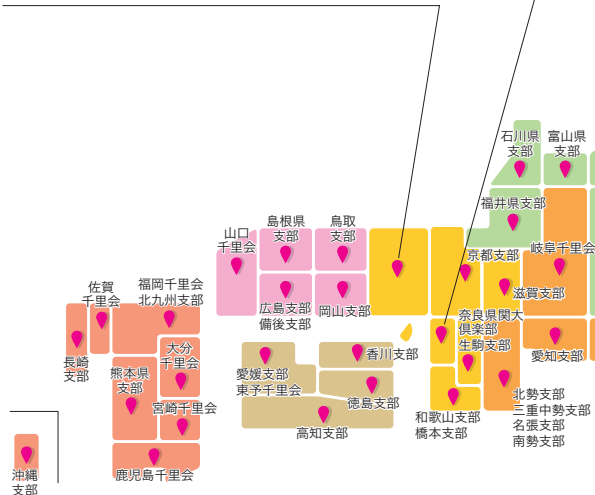 石川県
支部
富山県
支部
福井県支部
島根県
支部
鳥取
支部
山口
千里会
京都支部
岐阜千里会
佐賀
千里会
福岡千里会
北九州支部
滋賀支部
広島支部
備後支部
岡山支部
奈良県関大
倶楽部
生駒支部
長崎
支部
大分
千里会
香川支部
愛知支部
熊本県
支部
愛媛支部
東予千里会
徳島支部
北勢支部
三重中勢支部
名張支部
南勢支部
宮崎千里会
和歌山支部
橋本支部
高知支部
鹿児島千里会
沖縄
支部